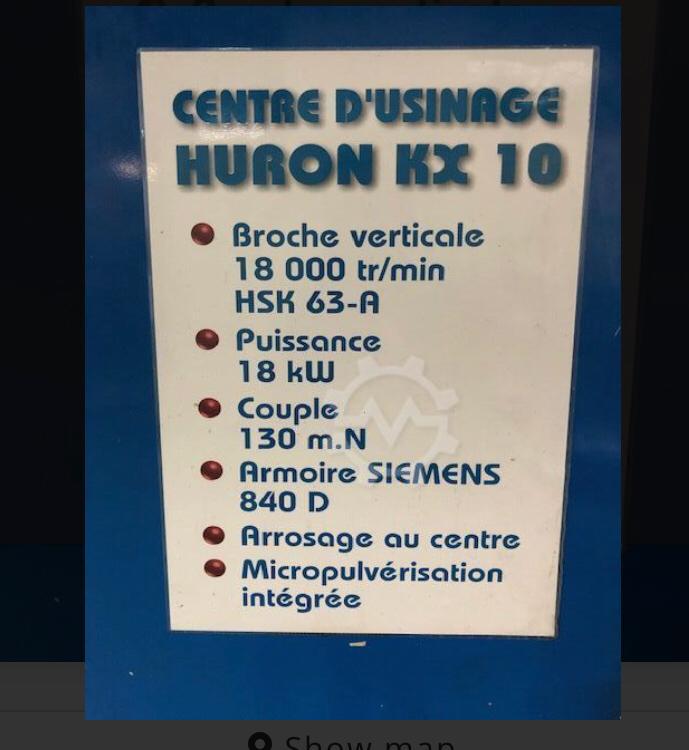 CENTRE D'USINAGE
HURON KX 10
Broche verticale
18 000 tr/min
HSK 63-A
Puissance
18 kW
Couple
130 m.N
Armoire SIEMENS
840 D
Arrosage au centre
Micropulvérisation
intégrée
Show map